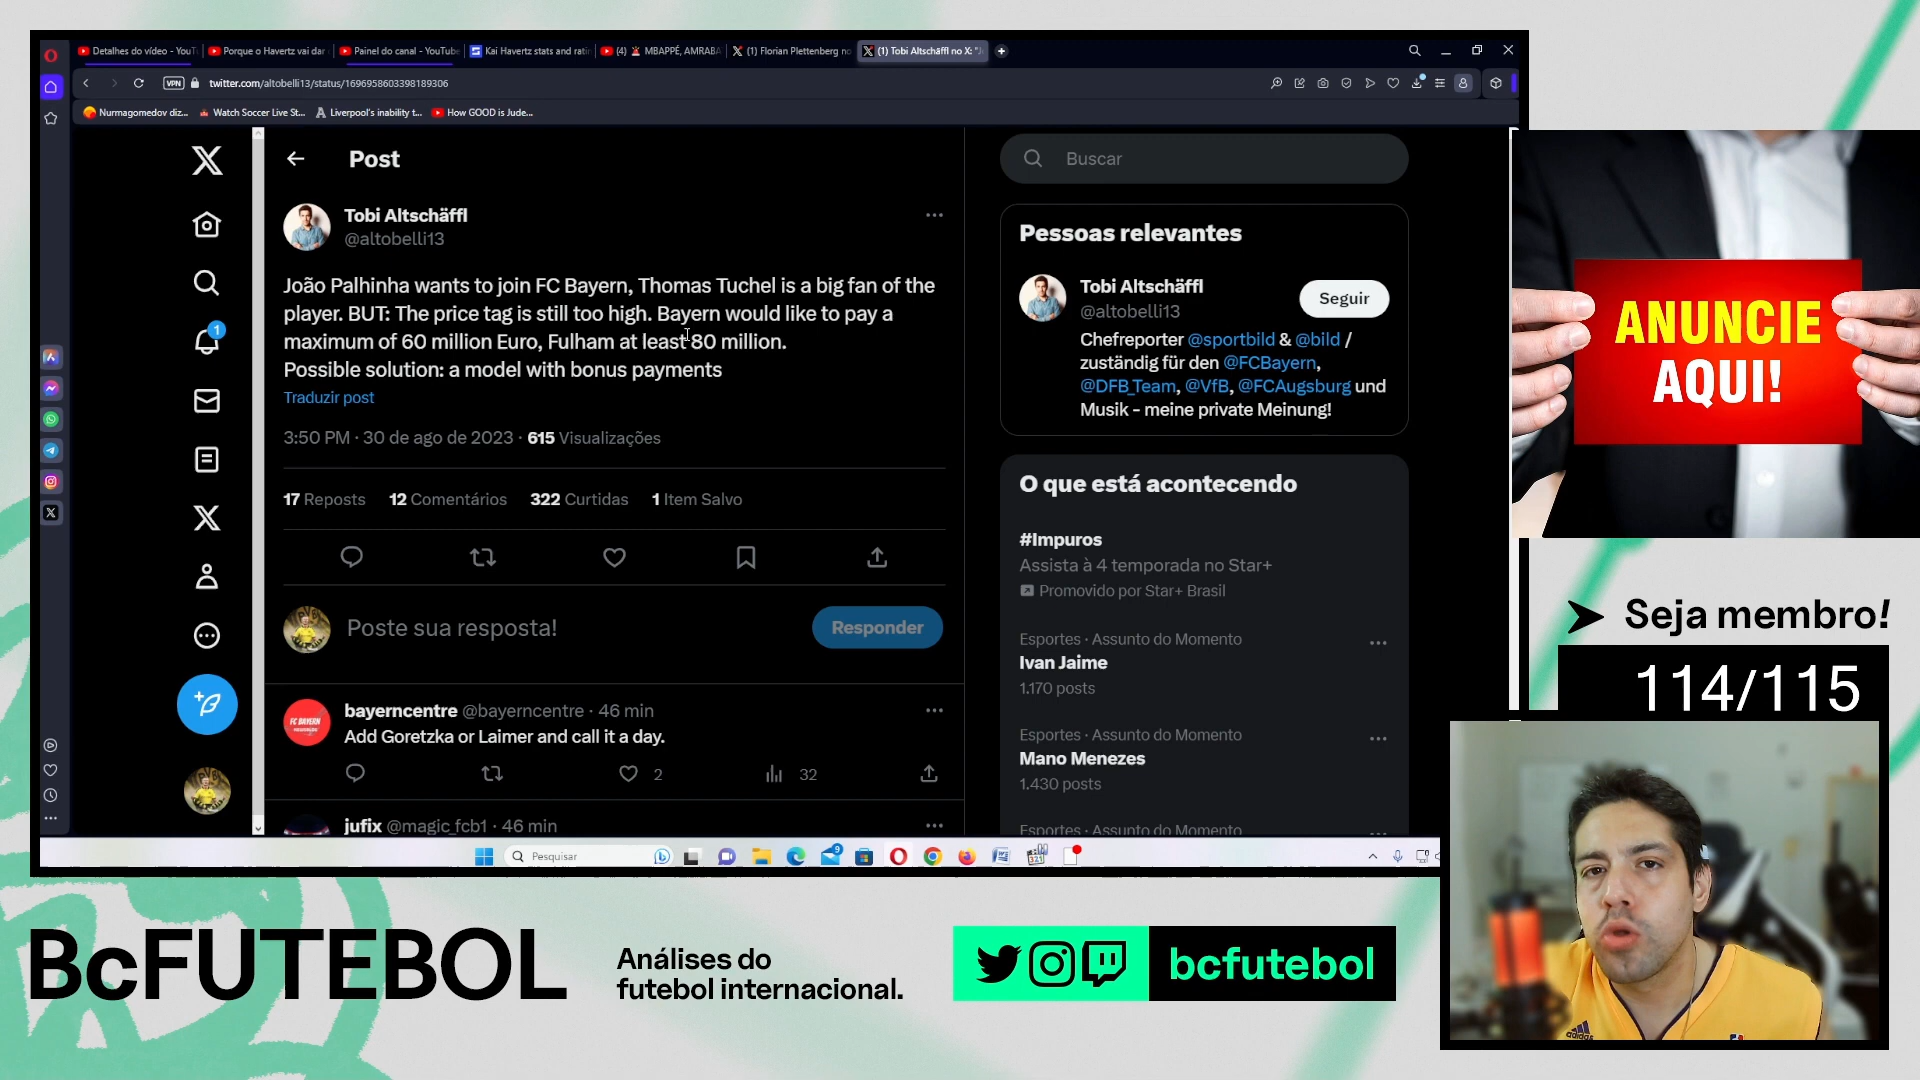 Detalhes do vídeo - YouT
Porque o Havertz vai dar
Painel do canal - YouTube
Kai Havertz stats and ratin
(4) MBAPPÉ, AMRABA
(1) Florian Plettenberg no
(1) Tobi Altschäffl no X: "J
VPN
twitter.com/altobelli13/status/1696958603398189306
Nurmagomedov diz...
Watch Soccer Live St...
Liverpool's inability t...
How GOOD is Jude...
Post
Tobi Altschäffl
@altobelli13
João Palhinha wants to join FC Bayern, Thomas Tuchel is a big fan of the
player. BUT: The price tag is still too high. Bayern would like to pay a
maximum of 60 million Euro, Fulham at least 80 million.
Possible solution: a model with bonus payments
Traduzir post
3:50 PM · 30 de ago de 2023 · 615 Visualizações
17 Reposts 12 Comentários 322 Curtidas 1 Item Salvo
Poste sua resposta!
Responder
FC BAYERN
bayerncentre @bayerncentre · 46 min
Add Goretzka or Laimer and call it a day.
2
32
jufix @magic_fcb1 · 46 min
1
Buscar
Pessoas relevantes
Tobi Altschäffl
@altobelli13
Seguir
Chefreporter @sportbild & @bild /
zuständig für den @FCBayern,
@DFB_Team, @VfB, @FCAugsburg und
Musik - meine private Meinung!
O que está acontecendo
#Impuros
Assista à 4 temporada no Star+
Promovido por Star+ Brasil
Esportes · Assunto do Momento
Ivan Jaime
1.170 posts
Esportes · Assunto do Momento
Mano Menezes
1.430 posts
Esportes · Assunto do Momento
Pesquisar
9
321
ANUNCIE
AQUI!
Seja membro!
114/115
adidas
BcFUTEBOL
Análises do
futebol internacional.
bcfutebol